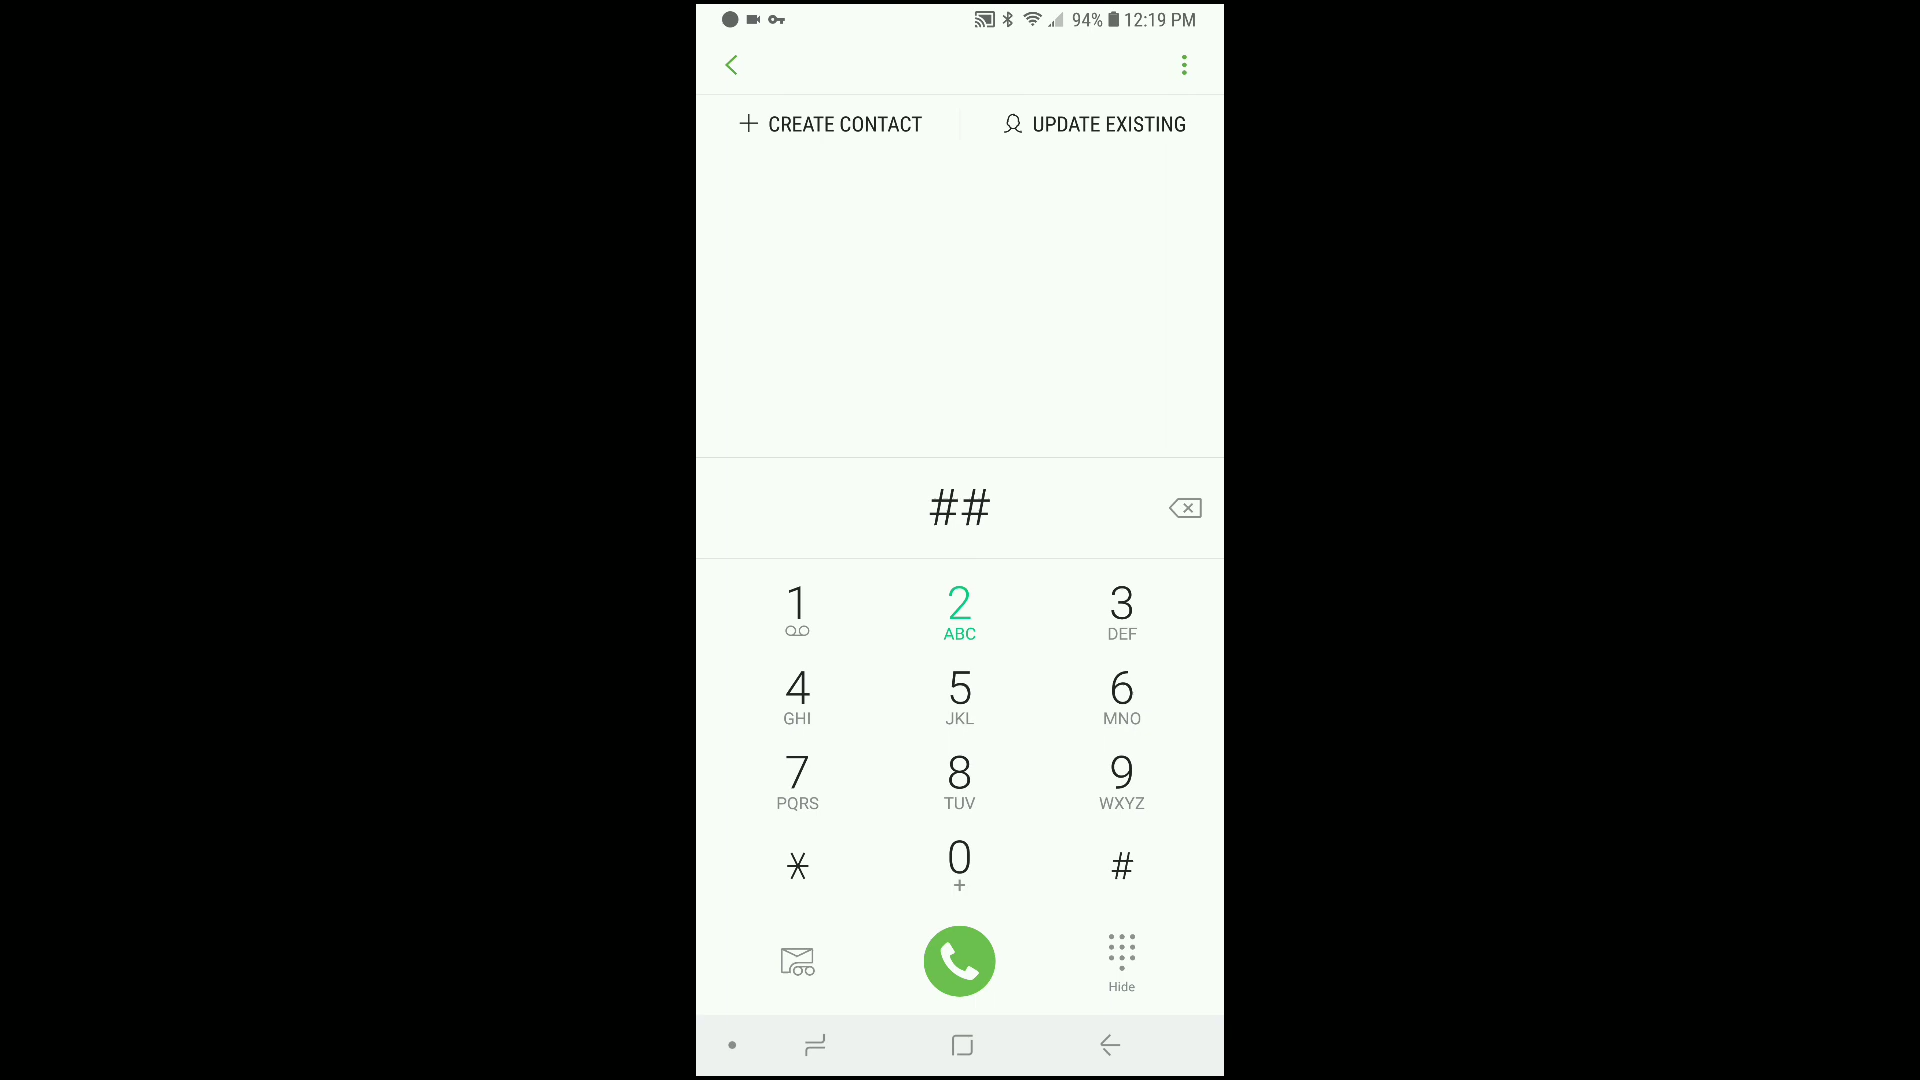 94% 12:19 PM
CREATE CONTACT UPDATE EXISTING
##
1 2 3
ABC DEF
4 5 6
GHI JKL MNO
7 8 9
PQRS TUV WXYZ
* 0 #
+
Hide